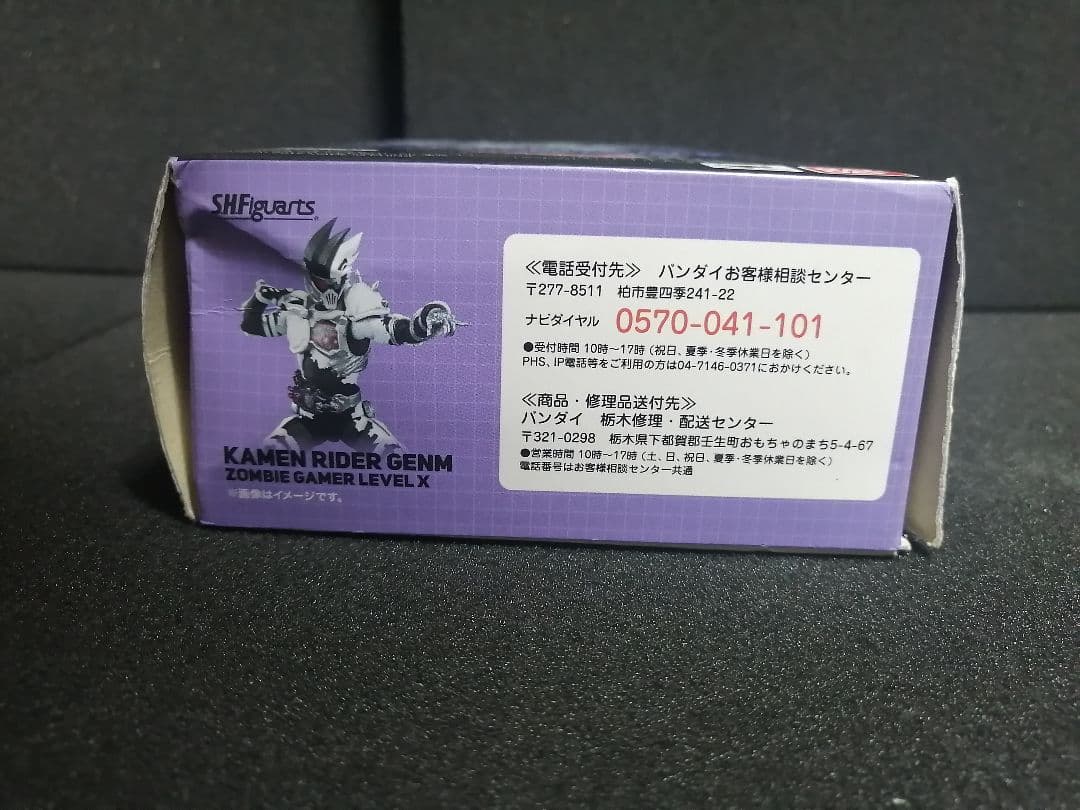 S.H.Figuarts
KAMEN RIDER GENM
ZOMBIE GAMER LEVEL X
※画像はイメージです。
≪電話受付先≫ バンダイお客様相談センター
〒277-8511 柏市豊四季241-22
ナビダイヤル 0570-041-101
●受付時間 10時～17時（祝日、夏季・冬季休業日を除く）
PHS、IP電話等をご利用の方は04-7146-0371におかけください。
≪商品・修理品送付先≫
バンダイ 栃木修理・配送センター
〒321-0298 栃木県下都賀郡壬生町おもちゃのまち5-4-67
●営業時間 10時～17時（土、日、祝日、夏季・冬季休業日を除く）
電話番号はお客様相談センター共通